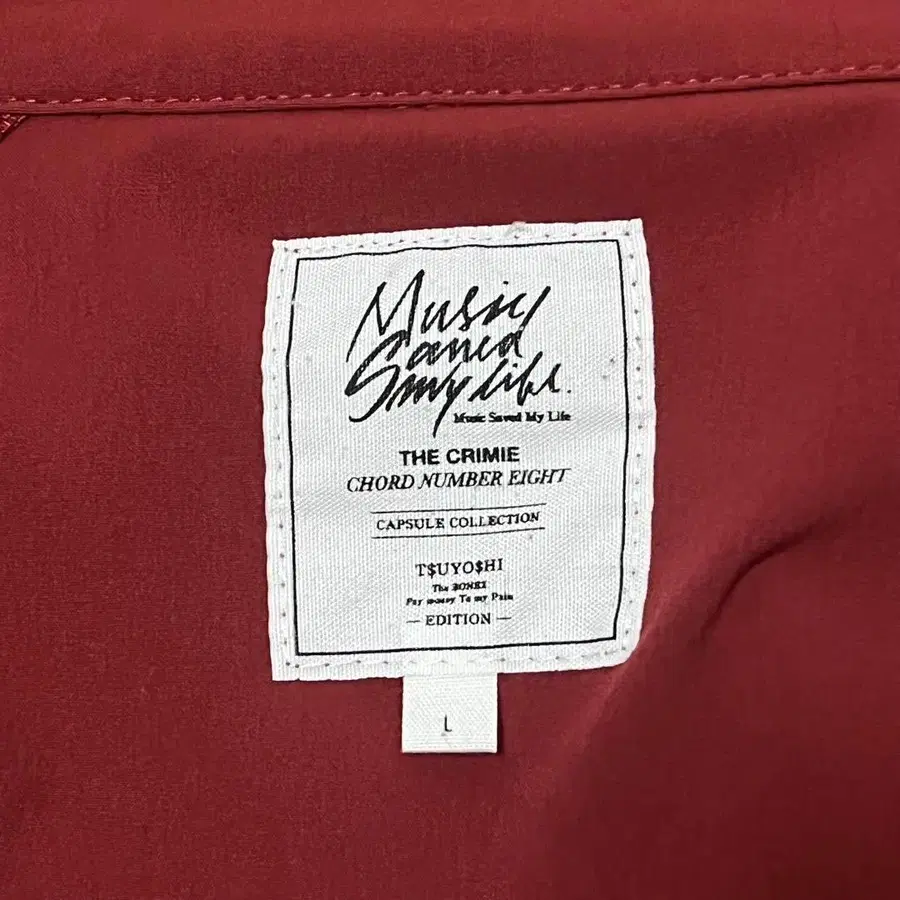 Music
Saved
my life.
Music Saved My Life
THE CRIMIE
CHORD NUMBER EIGHT
CAPSULE COLLECTION
T$UYO$HI
The BONEZ
Pay money To my Pain
EDITION
L